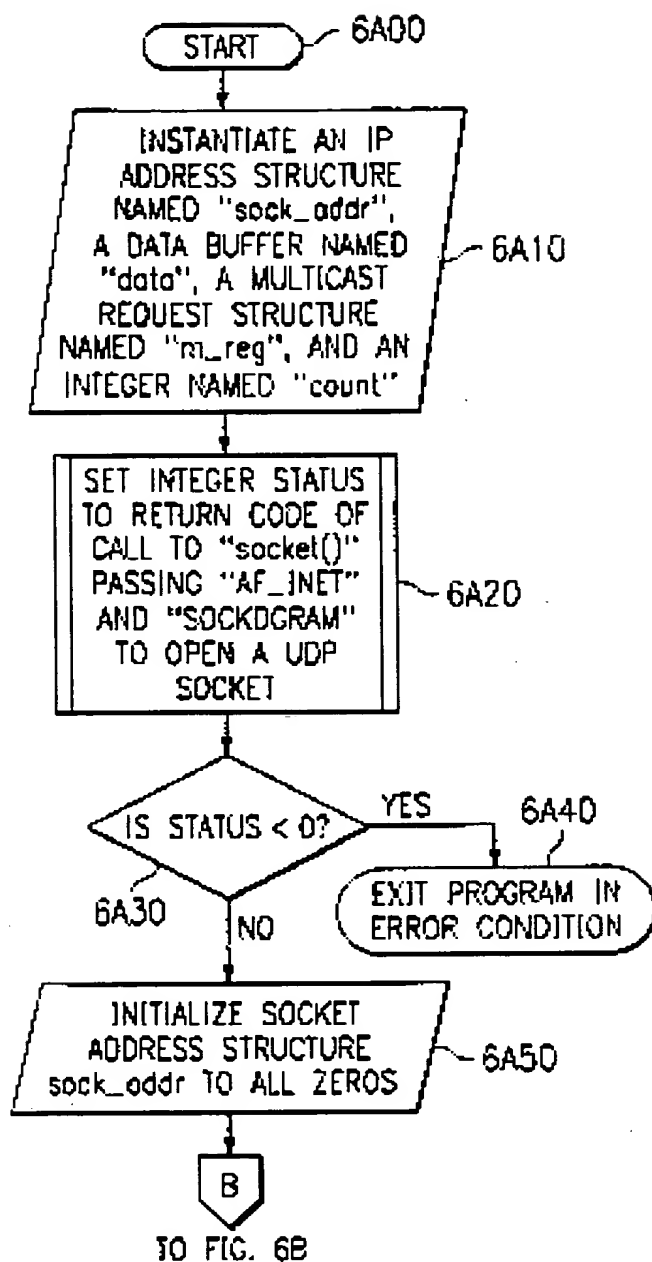 START
6A00
INSTANTIATE AN IP
ADDRESS STRUCTURE
NAMED "sock_addr",
A DATA BUFFER NAMED
"data", A MULTICAST
REQUEST STRUCTURE
NAMED "m_reg", AND AN
INTEGER NAMED "count"
6A10
SET INTEGER STATUS
TO RETURN CODE OF
CALL TO "socket()"
PASSING "AF_INET"
AND "SOCKDGRAM"
TO OPEN A UDP
SOCKET
6A20
IS STATUS < 0?
YES
6A30
NO
6A40
EXIT PROGRAM IN
ERROR CONDITION
INITIALIZE SOCKET
ADDRESS STRUCTURE
sock_addr TO ALL ZEROS
6A50
B
TO FIG. 6B